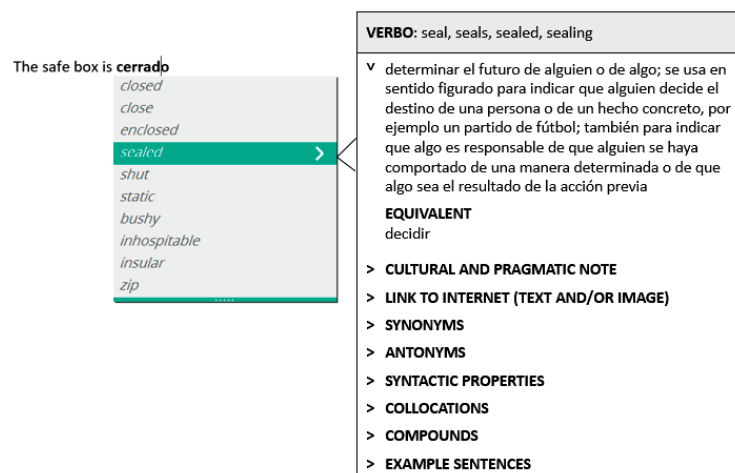 The safe box is cerrado
closed
close
enclosed
sealed
shut
static
bushy
inhospitable
insular
zip
VERBO: seal, seals, sealed, sealing
v determinar el futuro de alguien o de algo; se usa en
sentido figurado para indicar que alguien decide el
destino de una persona o de un hecho concreto, por
ejemplo un partido de fútbol; también para indicar
que algo es responsable de que alguien se haya
comportado de una manera determinada o de que
algo sea el resultado de la acción previa
EQUIVALENT
decidir
> CULTURAL AND PRAGMATIC NOTE
> LINK TO INTERNET (TEXT AND/OR IMAGE)
> SYNONYMS
> ANTONYMS
> SYNTACTIC PROPERTIES
> COLLOCATIONS
> COMPOUNDS
> EXAMPLE SENTENCES